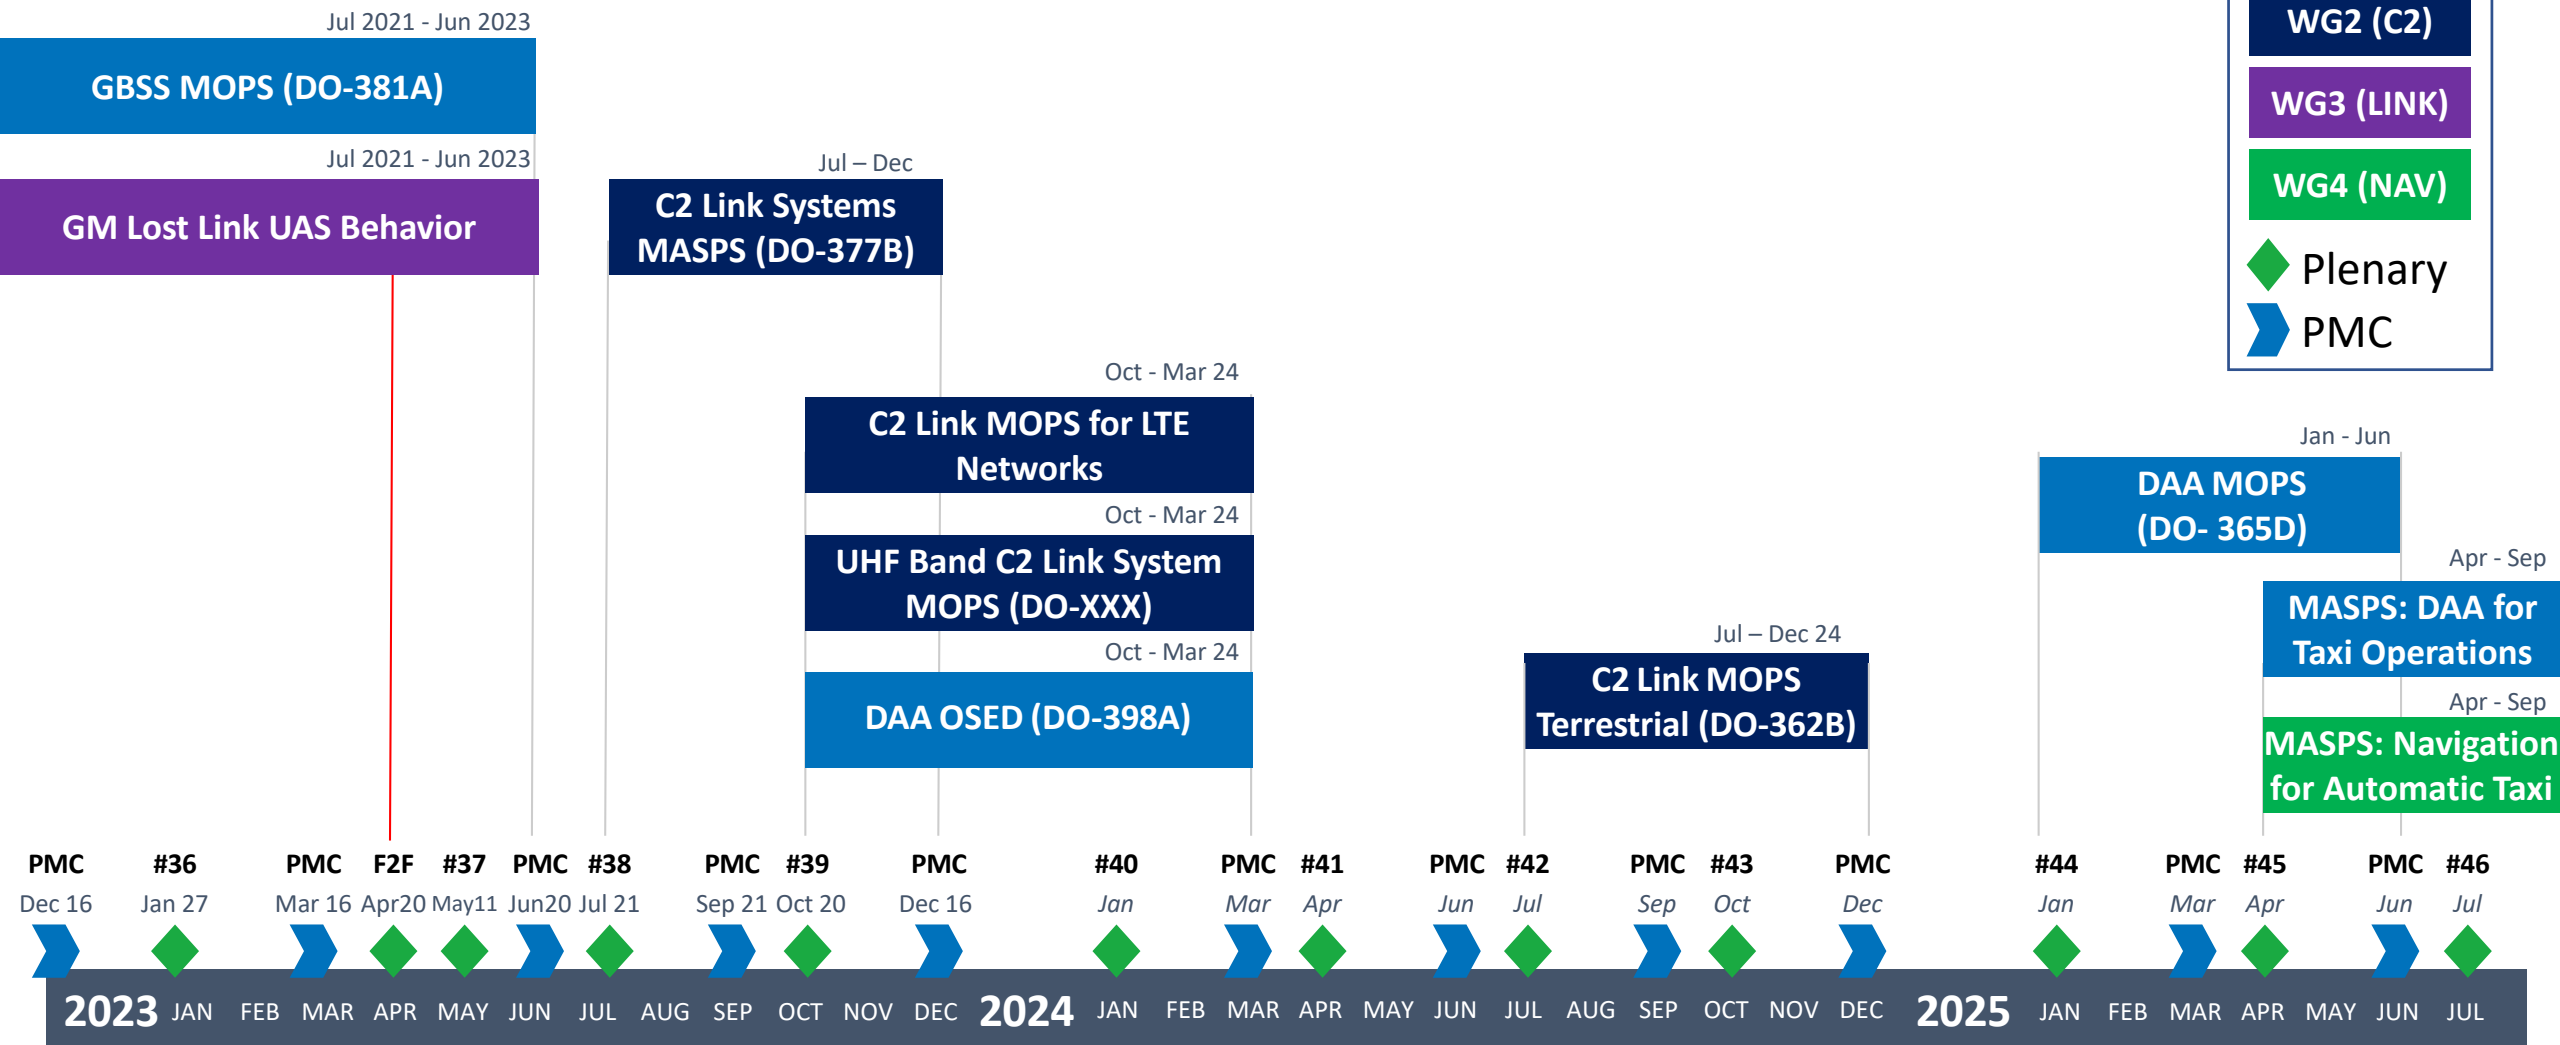 Jul 2021 - Jun 2023
GBSS MOPS (DO-381A)
Jul 2021 - Jun 2023
GM Lost Link UAS Behavior
Jul – Dec
C2 Link Systems
MASPS (DO-377B)
Oct - Mar 24
C2 Link MOPS for LTE
Networks
Oct - Mar 24
UHF Band C2 Link System
MOPS (DO-XXX)
Oct - Mar 24
DAA OSED (DO-398A)
Jul – Dec 24
C2 Link MOPS
Terrestrial (DO-362B)
WG2 (C2)
WG3 (LINK)
WG4 (NAV)
Plenary
PMC
Jan - Jun
DAA MOPS
(DO- 365D)
Apr - Sep
MASPS: DAA for
Taxi Operations
Apr - Sep
MASPS: Navigation
for Automatic Taxi
PMC #36 PMC F2F #37 PMC #38 PMC #39 PMC #40 PMC #41 PMC #42 PMC #43 PMC #44 PMC #45 PMC #46
Dec 16 Jan 27 Mar 16 Apr20 May11 Jun20 Jul 21 Sep 21 Oct 20 Dec 16 Jan Mar Apr Jun Jul Sep Oct Dec Jan Mar Apr Jun Jul
2023 JAN FEB MAR APR MAY JUN JUL AUG SEP OCT NOV DEC 2024 JAN FEB MAR APR MAY JUN JUL AUG SEP OCT NOV DEC 2025 JAN FEB MAR APR MAY JUN JUL